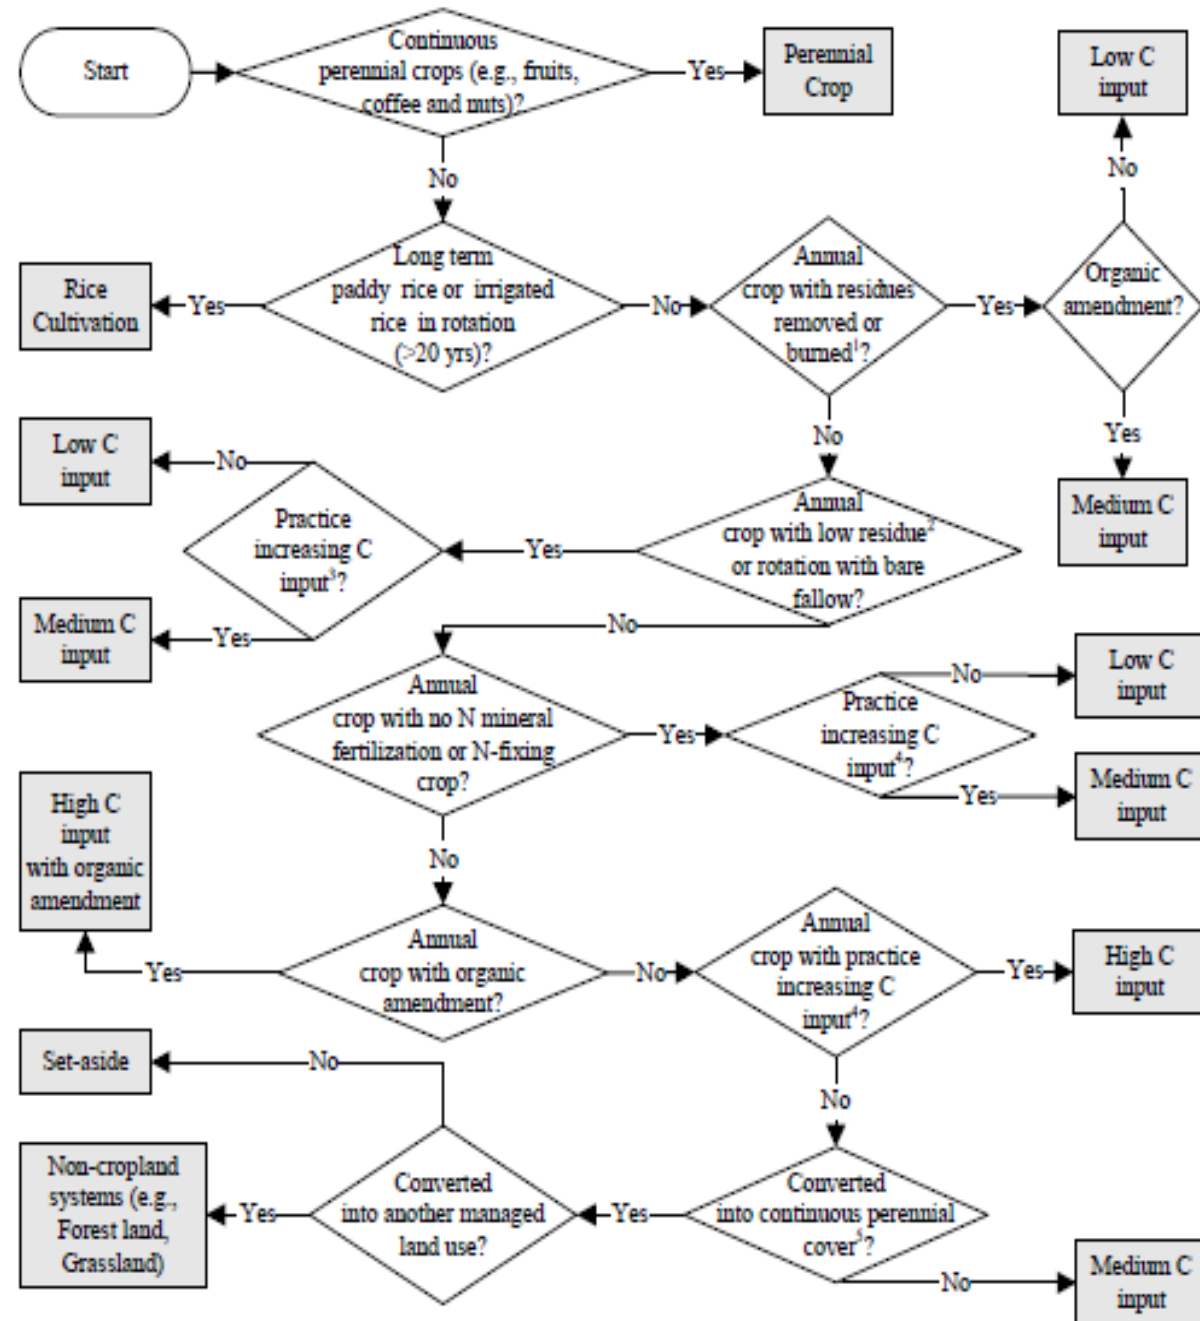 Start
Continuous
perennial crops (e.g., fruits,
coffee and nuts)?
Yes
Perennial
Crop
Low C
input
No
No
Long term
paddy rice or irrigated
rice in rotation
(>20 yrs)?
Yes
Rice
Cultivation
No
Annual
crop with residues
removed or
burned¹?
Yes
Organic
amendment?
Yes
Medium C
input
No
Annual
crop with low residue²
or rotation with bare
fallow?
Yes
Practice
increasing C
input³?
No
Low C
input
Yes
Medium C
input
No
Annual
crop with no N mineral
fertilization or N-fixing
crop?
Yes
Practice
increasing C
input⁴?
No
Low C
input
Yes
Medium C
input
No
Annual
crop with organic
amendment?
Yes
High C
input
with organic
amendment
No
Annual
crop with practice
increasing C
input⁴?
Yes
High C
input
No
Converted
into continuous perennial
cover⁵?
No
Medium C
input
Yes
Converted
into another managed
land use?
No
Set-aside
Yes
Non-cropland
systems (e.g.,
Forest land,
Grassland)